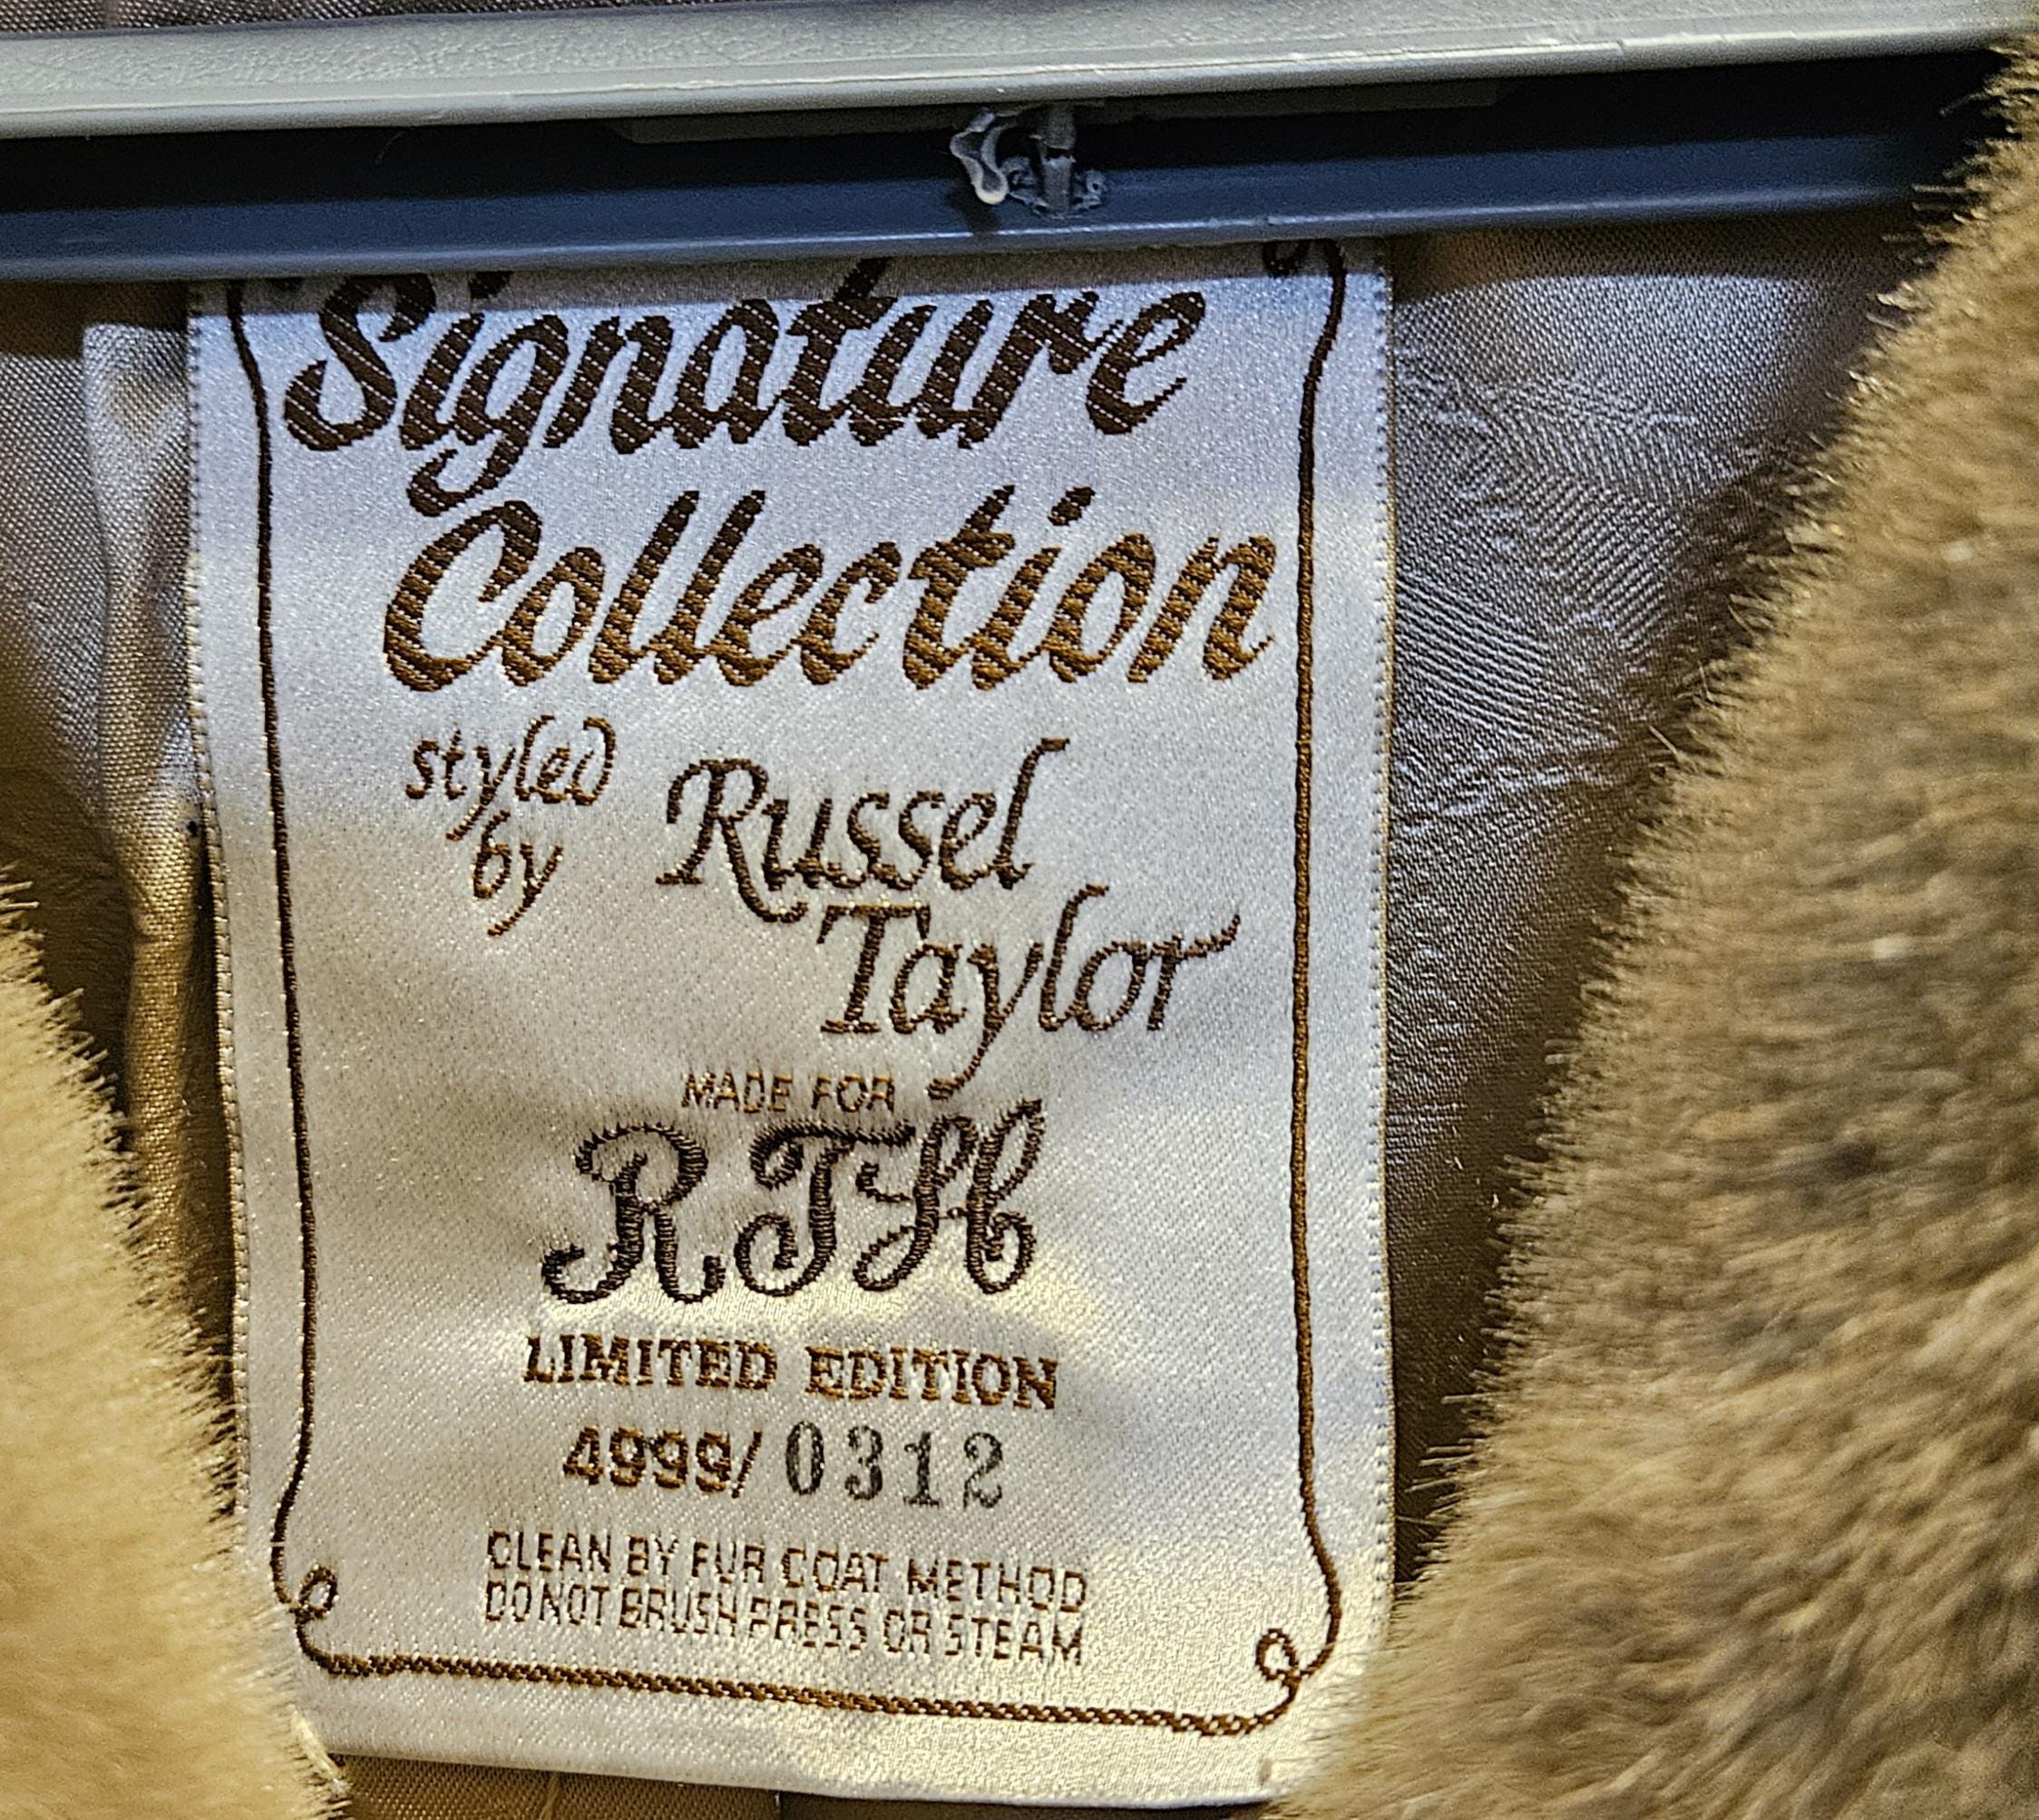 Signature
Collection
styled by Russel
Taylor
MADE FOR
RTH
LIMITED EDITION
4999/0312
CLEAN BY FUR COAT METHOD
DO NOT BRUSH PRESS OR STEAM